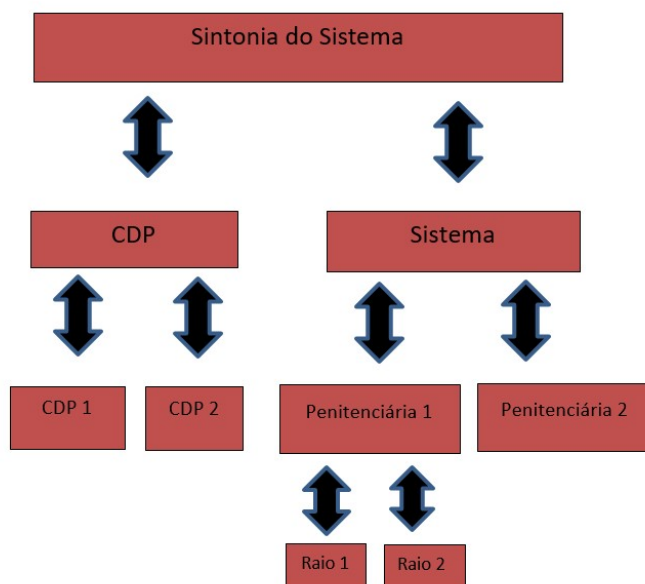 Sintonia do Sistema
CDP
Sistema
CDP 1
CDP 2
Penitenciária 1
Penitenciária 2
Raio 1
Raio 2